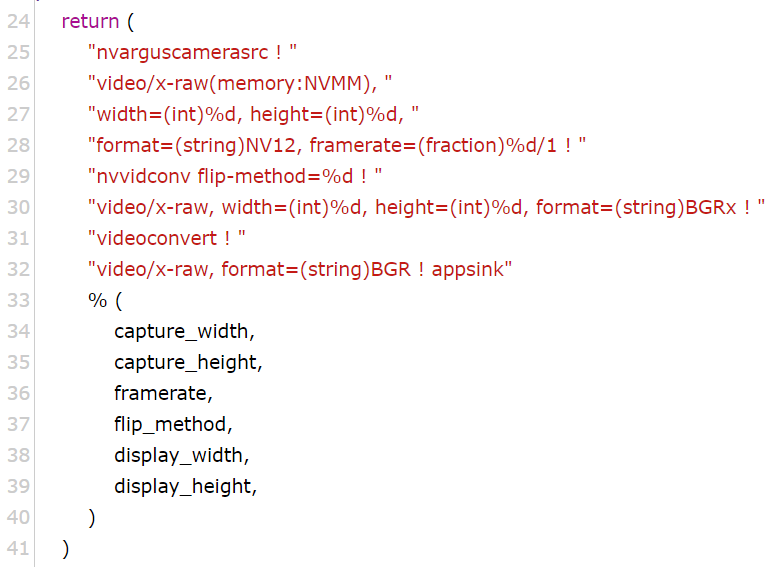 24 return (
25 "nvarguscamerasrc ! "
26 "video/x-raw(memory:NVMM), "
27 "width=(int)%d, height=(int)%d, "
28 "format=(string)NV12, framerate=(fraction)%d/1 ! "
29 "nvvidconv flip-method=%d ! "
30 "video/x-raw, width=(int)%d, height=(int)%d, format=(string)BGRx ! "
31 "videoconvert ! "
32 "video/x-raw, format=(string)BGR ! appsink"
33 % (
34 capture_width,
35 capture_height,
36 framerate,
37 flip_method,
38 display_width,
39 display_height,
40 )
41 )